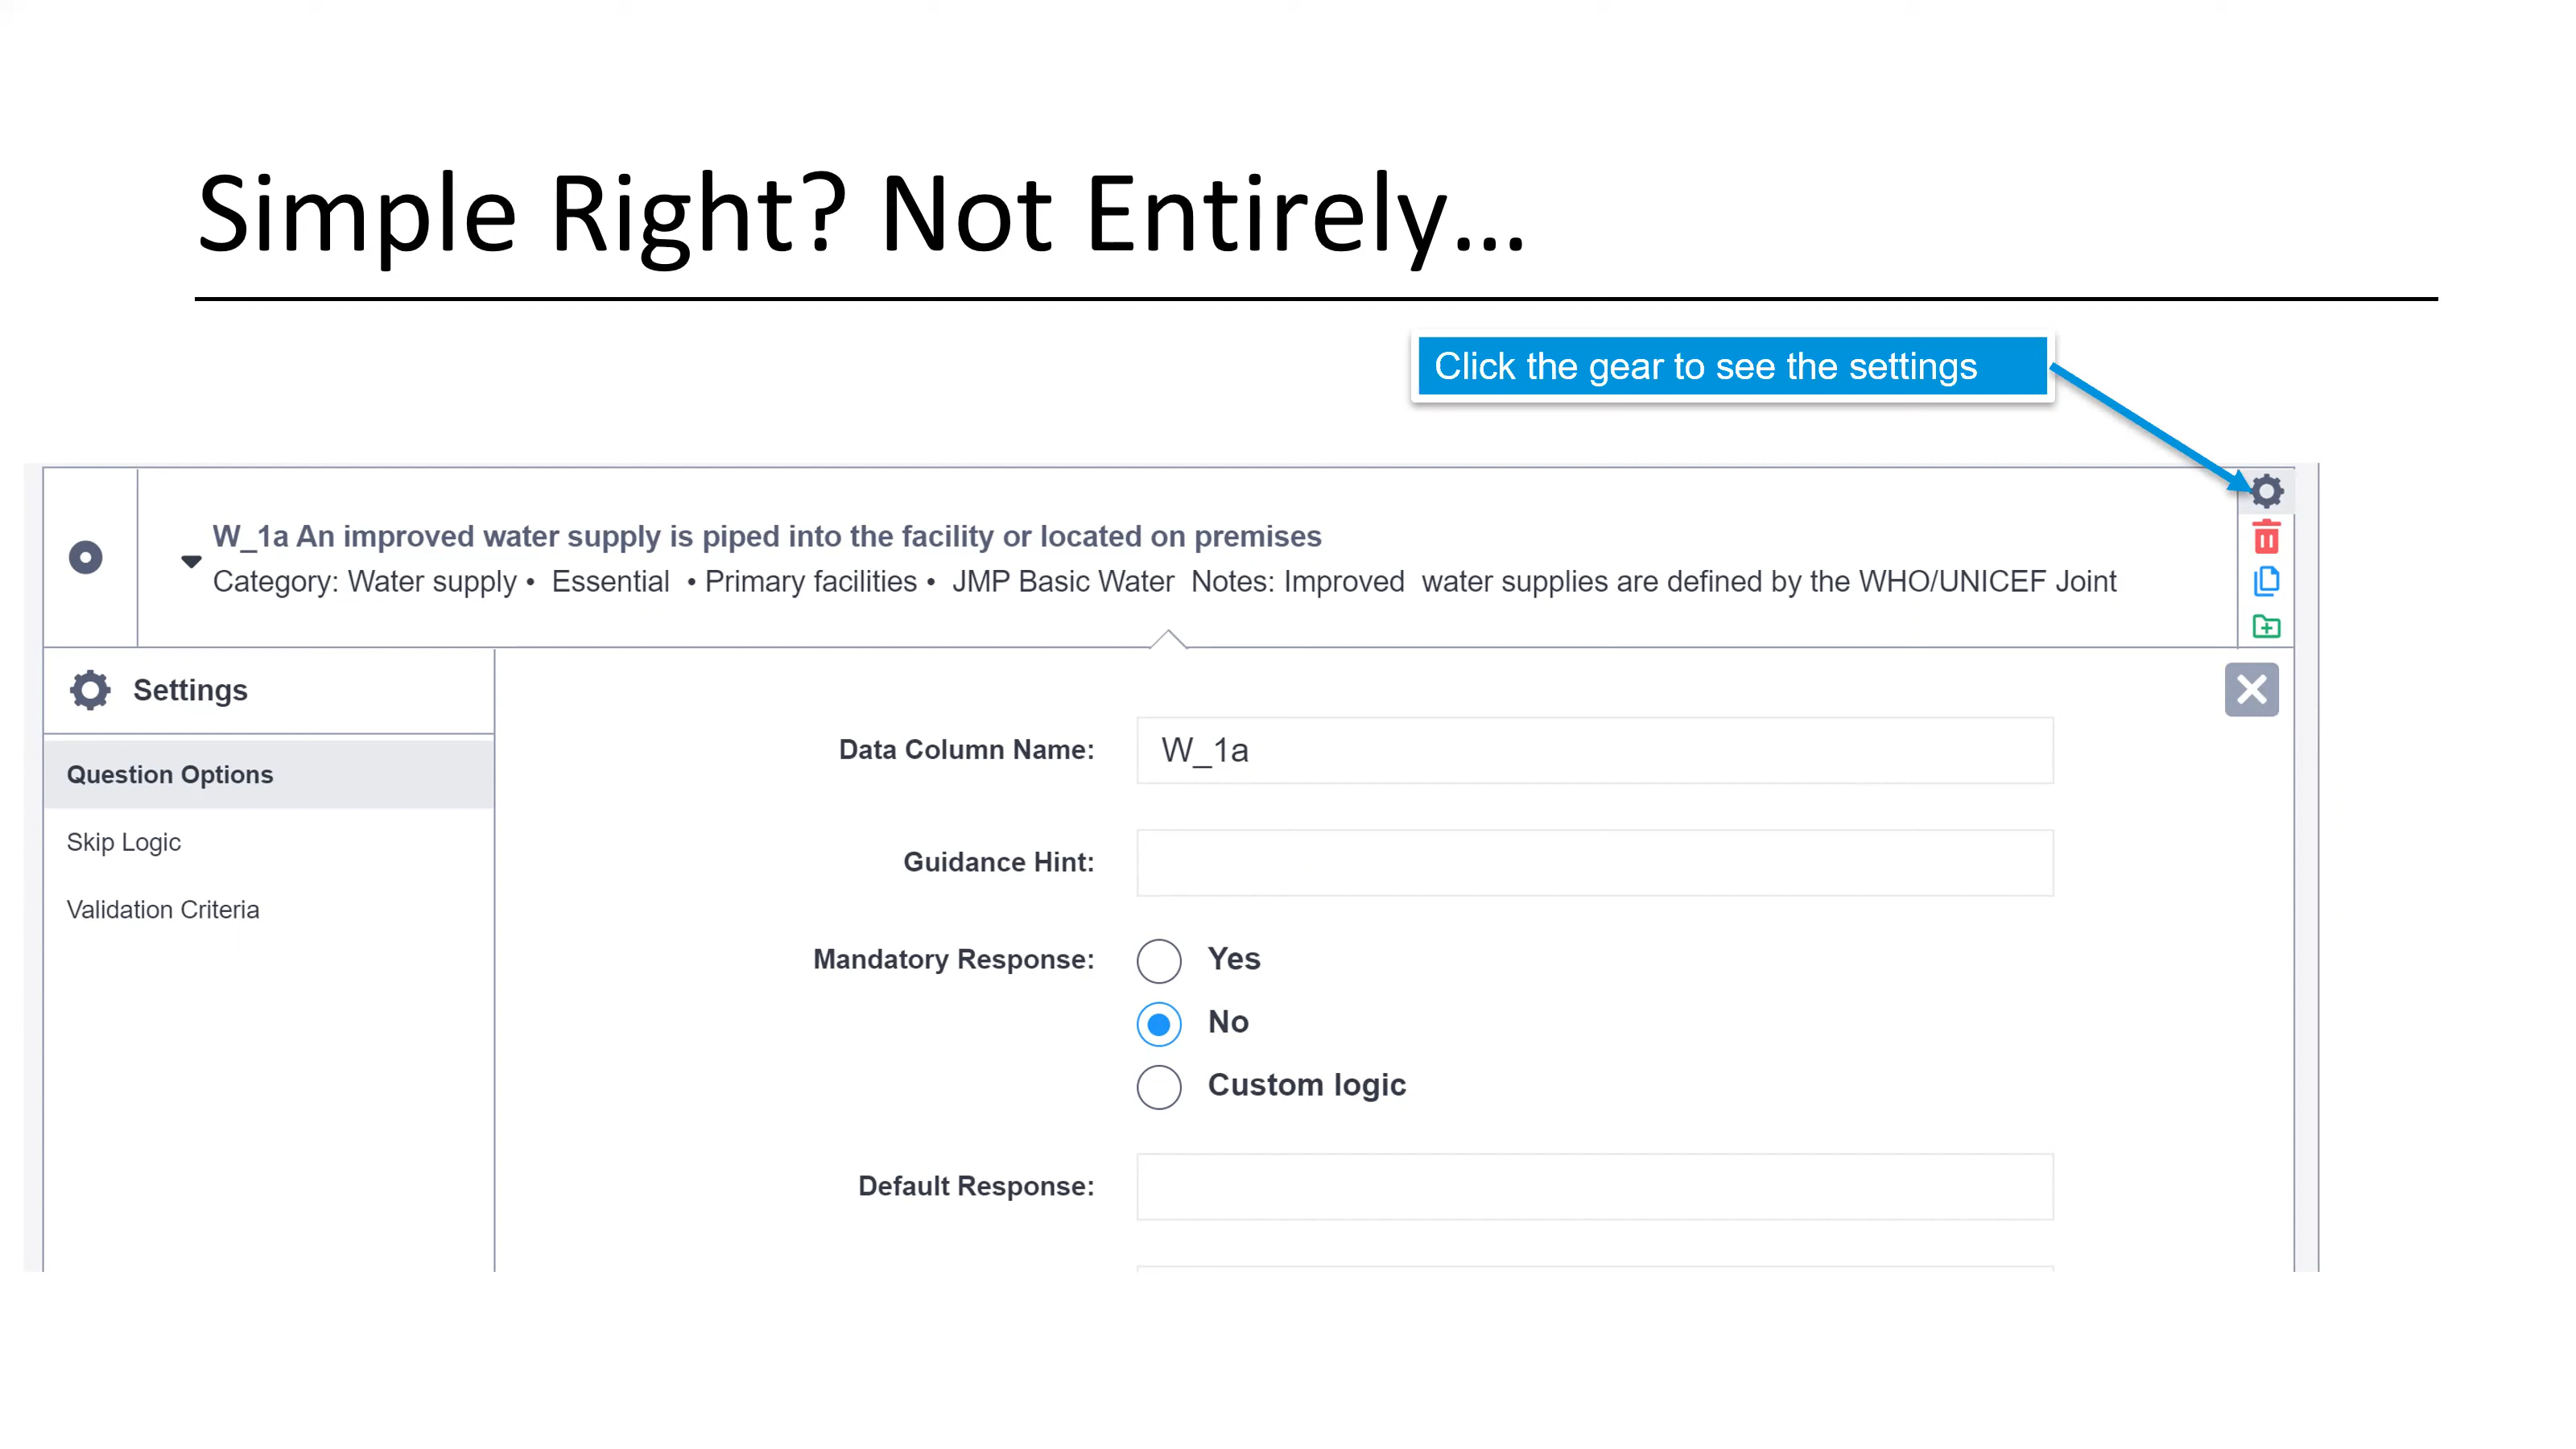 Simple Right? Not Entirely...
Click the gear to see the settings
W_1a An improved water supply is piped into the facility or located on premises
Category: Water supply • Essential • Primary facilities • JMP Basic Water Notes: Improved water supplies are defined by the WHO/UNICEF Joint
Settings
Question Options
Skip Logic
Validation Criteria
Data Column Name: W_1a
Guidance Hint:
Mandatory Response: Yes
No
Custom logic
Default Response: